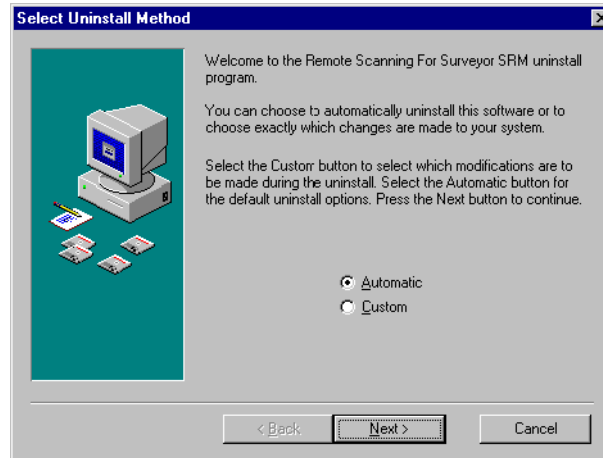 Select Uninstall Method
Welcome to the Remote Scanning For Surveyor SRM uninstall
program.
You can choose to automatically uninstall this software or to
choose exactly which changes are made to your system.
Select the Custom button to select which modifications are to
be made during the uninstall. Select the Automatic button for
the default uninstall options. Press the Next button to continue.
Automatic
Custom
< Back
Next >
Cancel